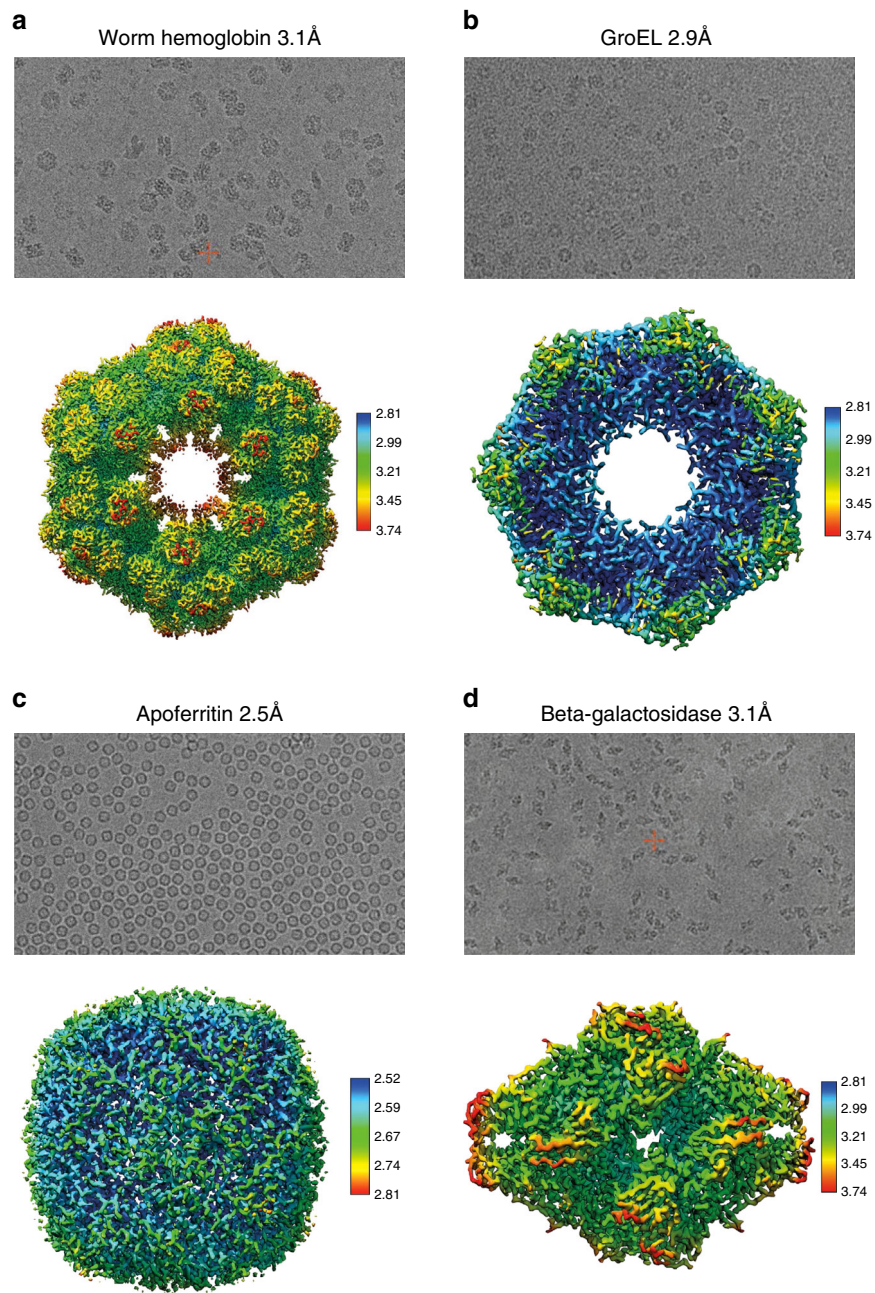 a
Worm hemoglobin 3.1Å
2.81
2.99
3.21
3.45
3.74
b
GroEL 2.9Å
2.81
2.99
3.21
3.45
3.74
c
Apoferritin 2.5Å
2.52
2.59
2.67
2.74
2.81
d
Beta-galactosidase 3.1Å
2.81
2.99
3.21
3.45
3.74